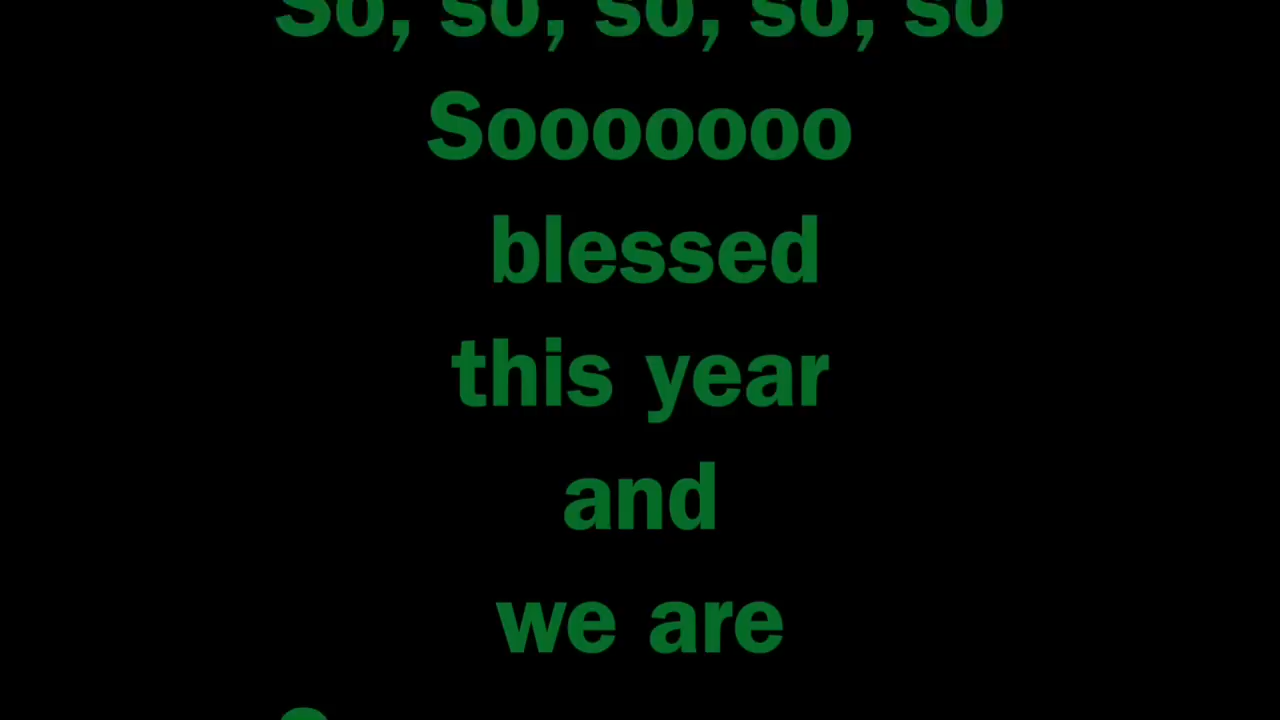 So, so, so, so, so
Sooooooo
blessed
this year
and
we are